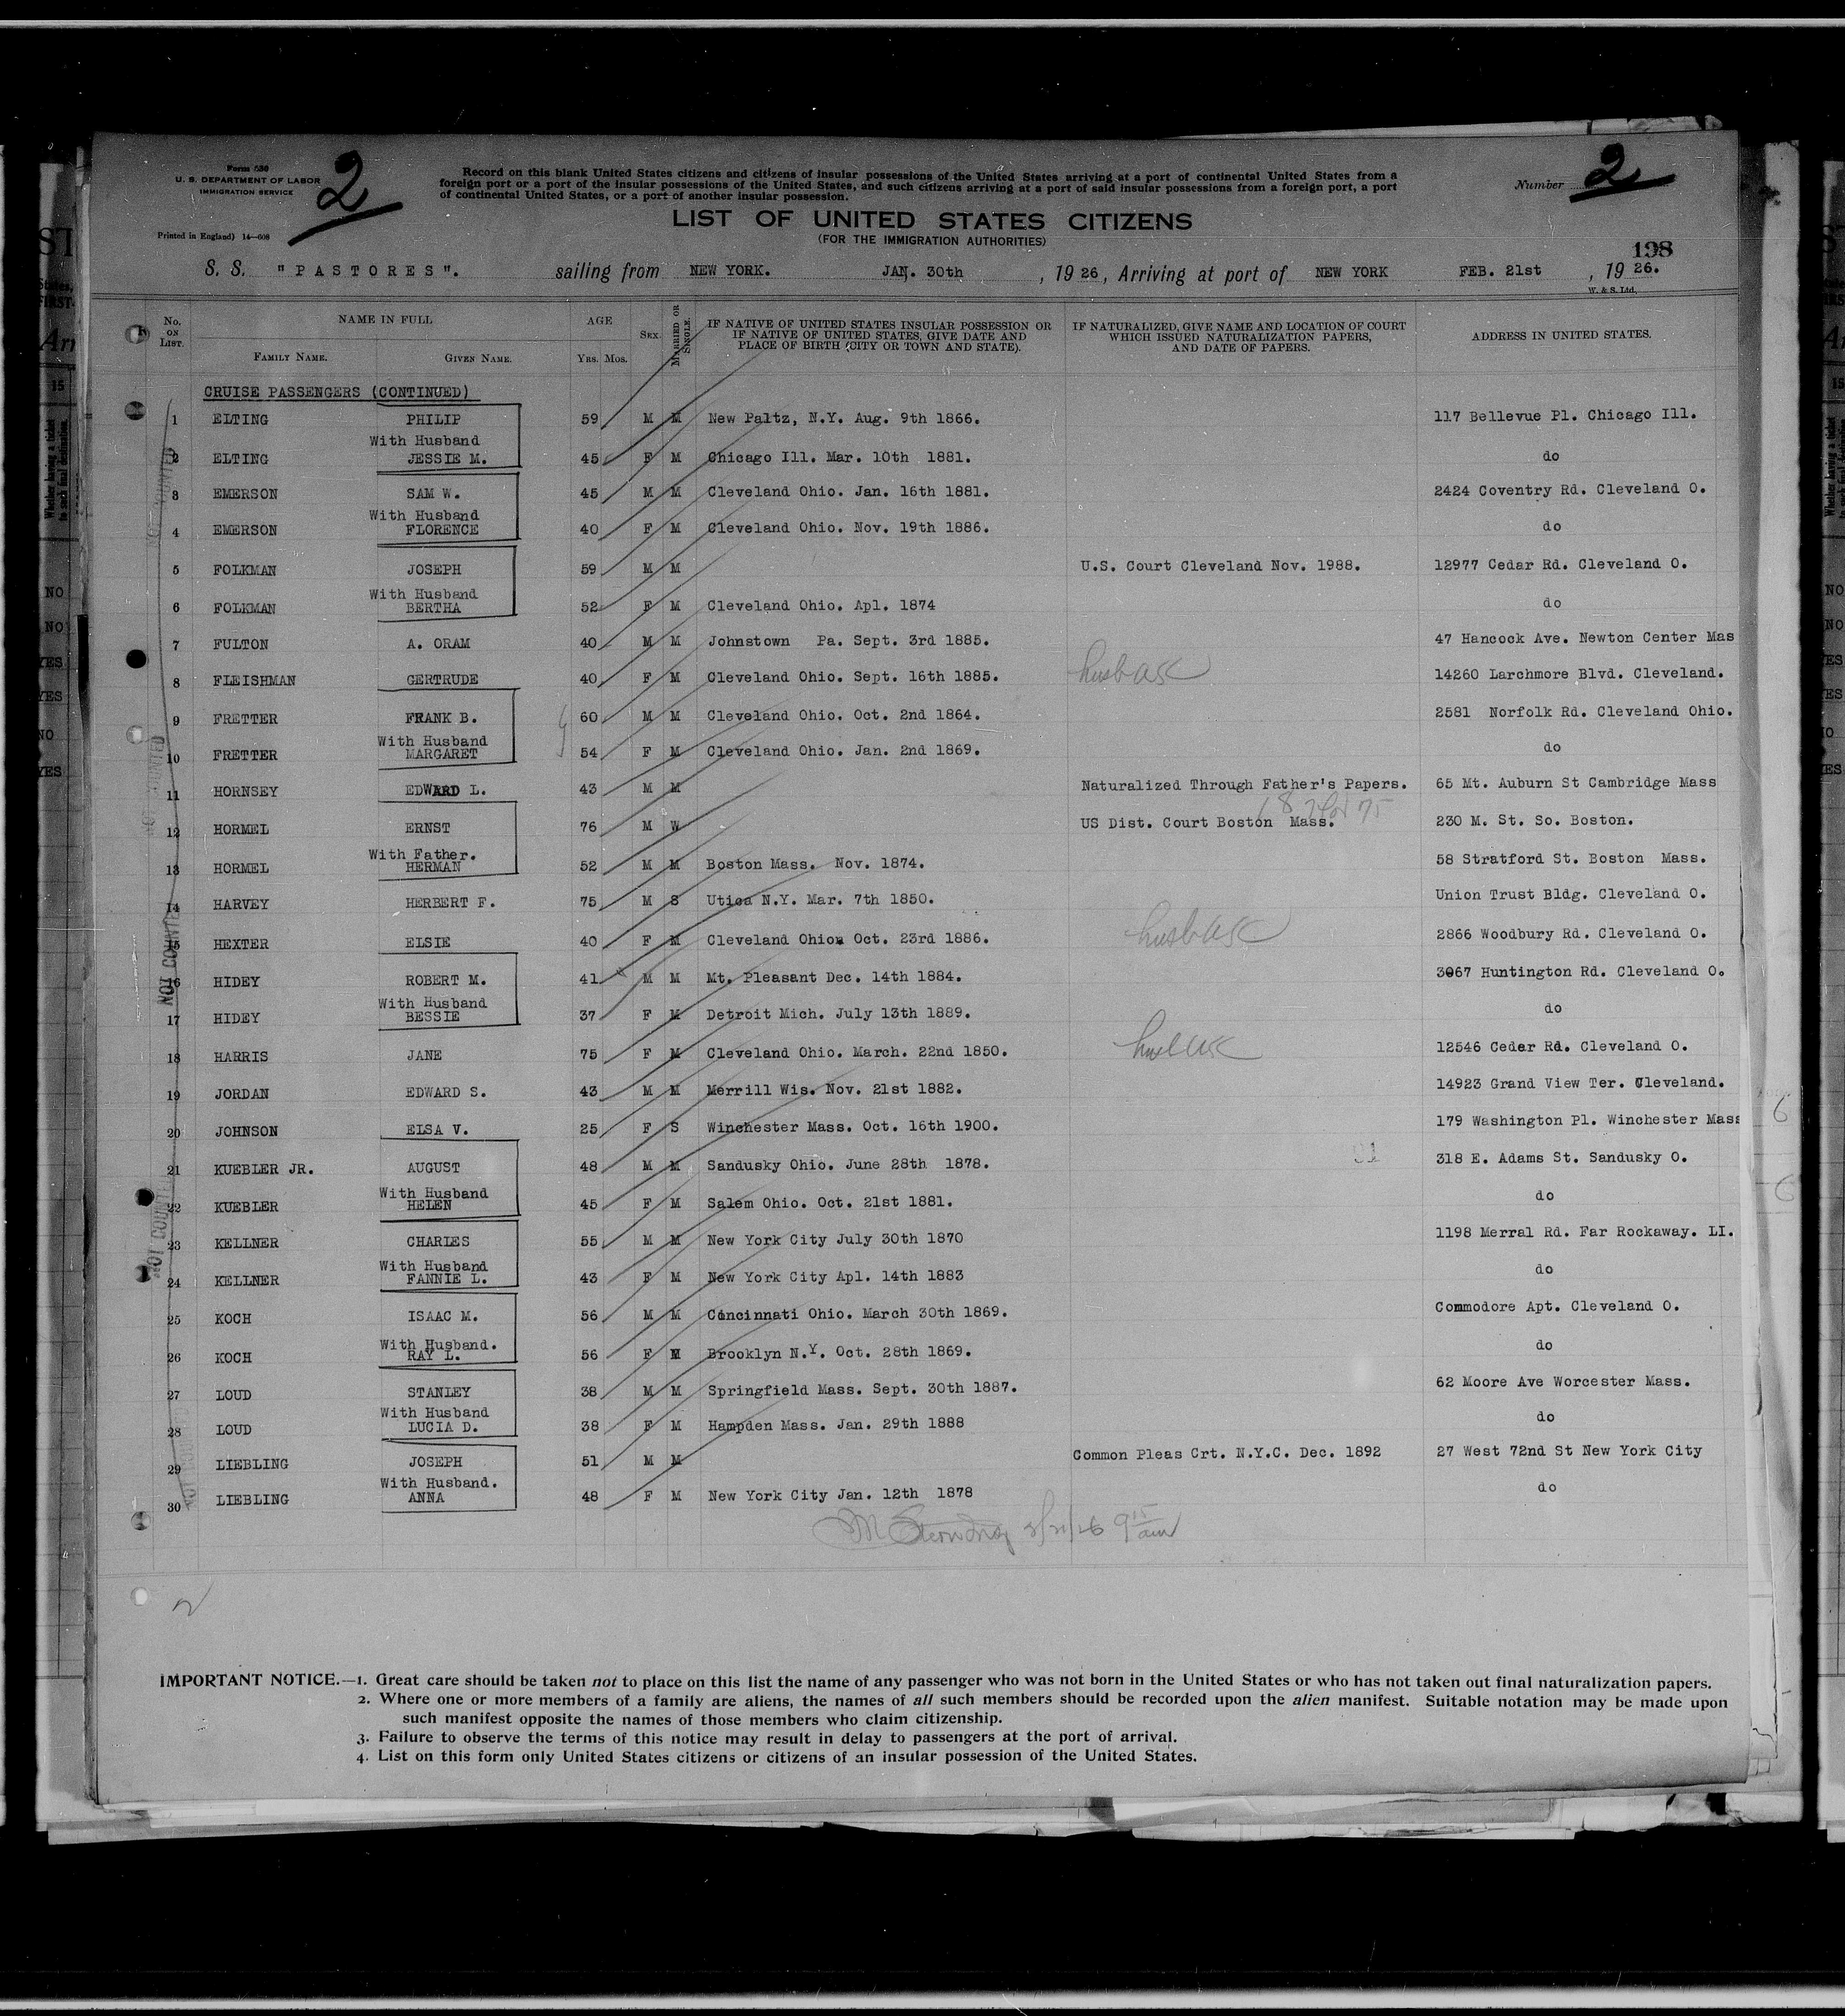 Form 630
U. S. DEPARTMENT OF LABOR
IMMIGRATION SERVICE
2
Record on this blank United States citizens and citizens of insular possessions of the United States arriving at a port of continental United States from a
foreign port or a port of the insular possessions of the United States, and such citizens arriving at a port of said insular possessions from a foreign port, a port
of continental United States, or a port of another insular possession.
Number 2
Printed in England) 14—608
LIST OF UNITED STATES CITIZENS
(FOR THE IMMIGRATION AUTHORITIES)
198
S. S. "PASTORES". sailing from NEW YORK. JAN. 30th, 1926, Arriving at port of NEW YORK FEB. 21st, 1926.
W. & S. Ltd.
No. ON LIST. NAME IN FULL AGE SEX. MARRIED OR SINGLE. IF NATIVE OF UNITED STATES INSULAR POSSESSION OR IF NATIVE OF UNITED STATES, GIVE DATE AND PLACE OF BIRTH (CITY OR TOWN AND STATE). IF NATURALIZED, GIVE NAME AND LOCATION OF COURT WHICH ISSUED NATURALIZATION PAPERS, AND DATE OF PAPERS. ADDRESS IN UNITED STATES.
FAMILY NAME. GIVEN NAME. YRS. MOS.
CRUISE PASSENGERS (CONTINUED)
1 ELTING PHILIP 59 M M New Paltz, N.Y. Aug. 9th 1866. 117 Bellevue Pl. Chicago Ill.
With Husband
2 ELTING JESSIE M. 45 F M Chicago Ill. Mar. 10th 1881. do
3 EMERSON SAM W. 45 M M Cleveland Ohio. Jan. 16th 1881. 2424 Coventry Rd. Cleveland O.
With Husband
4 EMERSON FLORENCE 40 F M Cleveland Ohio. Nov. 19th 1886. do
5 FOLKMAN JOSEPH 59 M M U.S. Court Cleveland Nov. 1988. 12977 Cedar Rd. Cleveland O.
With Husband
6 FOLKMAN BERTHA 52 F M Cleveland Ohio. Apl. 1874 do
7 FULTON A. ORAM 40 M M Johnstown Pa. Sept. 3rd 1885. 47 Hancock Ave. Newton Center Mas
8 FLEISHMAN GERTRUDE 40 F M Cleveland Ohio. Sept. 16th 1885. 14260 Larchmore Blvd. Cleveland.
9 FRETTER FRANK B. 60 M M Cleveland Ohio. Oct. 2nd 1864. 2581 Norfolk Rd. Cleveland Ohio.
With Husband
10 FRETTER MARGARET 54 F M Cleveland Ohio. Jan. 2nd 1869. do
11 HORNSEY EDWARD L. 43 M M Naturalized Through Father's Papers. 65 Mt. Auburn St Cambridge Mass
12 HORMEL ERNST 76 M W US Dist. Court Boston Mass. 230 M. St. So. Boston.
With Father.
13 HORMEL HERMAN 52 M M Boston Mass. Nov. 1874. 58 Stratford St. Boston Mass.
14 HARVEY HERBERT F. 75 M S Utica N.Y. Mar. 7th 1850. Union Trust Bldg. Cleveland O.
15 HEXTER ELSIE 40 F M Cleveland Ohio. Oct. 23rd 1886. 2866 Woodbury Rd. Cleveland O.
16 HIDEY ROBERT M. 41 M M Mt. Pleasant Dec. 14th 1884. 3067 Huntington Rd. Cleveland O.
With Husband
17 HIDEY BESSIE 37 F M Detroit Mich. July 13th 1889. do
18 HARRIS JANE 75 F M Cleveland Ohio. March. 22nd 1850. 12546 Cedar Rd. Cleveland O.
19 JORDAN EDWARD S. 43 M M Merrill Wis. Nov. 21st 1882. 14923 Grand View Ter. Cleveland.
20 JOHNSON ELSA V. 25 F S Winchester Mass. Oct. 16th 1900. 179 Washington Pl. Winchester Mass
21 KUEBLER JR. AUGUST 48 M M Sandusky Ohio. June 28th 1878. 318 E. Adams St. Sandusky O.
With Husband
22 KUEBLER HELEN 45 F M Salem Ohio. Oct. 21st 1881. do
23 KELLNER CHARLES 55 M M New York City July 30th 1870 1198 Merral Rd. Far Rockaway. LI.
With Husband
24 KELLNER FANNIE L. 43 F M New York City Apl. 14th 1883 do
25 KOCH ISAAC M. 56 M M Cincinnati Ohio. March 30th 1869. Commodore Apt. Cleveland O.
With Husband.
26 KOCH RAY L. 56 F M Brooklyn N.Y. Oct. 28th 1869. do
27 LOUD STANLEY 38 M M Springfield Mass. Sept. 30th 1887. 62 Moore Ave Worcester Mass.
With Husband
28 LOUD LUCIA D. 38 F M Hampden Mass. Jan. 29th 1888 do
29 LIEBLING JOSEPH 51 M M Common Pleas Crt. N.Y.C. Dec. 1892 27 West 72nd St New York City
With Husband.
30 LIEBLING ANNA 48 F M New York City Jan. 12th 1878 do
IMPORTANT NOTICE.—1. Great care should be taken not to place on this list the name of any passenger who was not born in the United States or who has not taken out final naturalization papers.
2. Where one or more members of a family are aliens, the names of all such members should be recorded upon the alien manifest. Suitable notation may be made upon
such manifest opposite the names of those members who claim citizenship.
3. Failure to observe the terms of this notice may result in delay to passengers at the port of arrival.
4. List on this form only United States citizens or citizens of an insular possession of the United States.